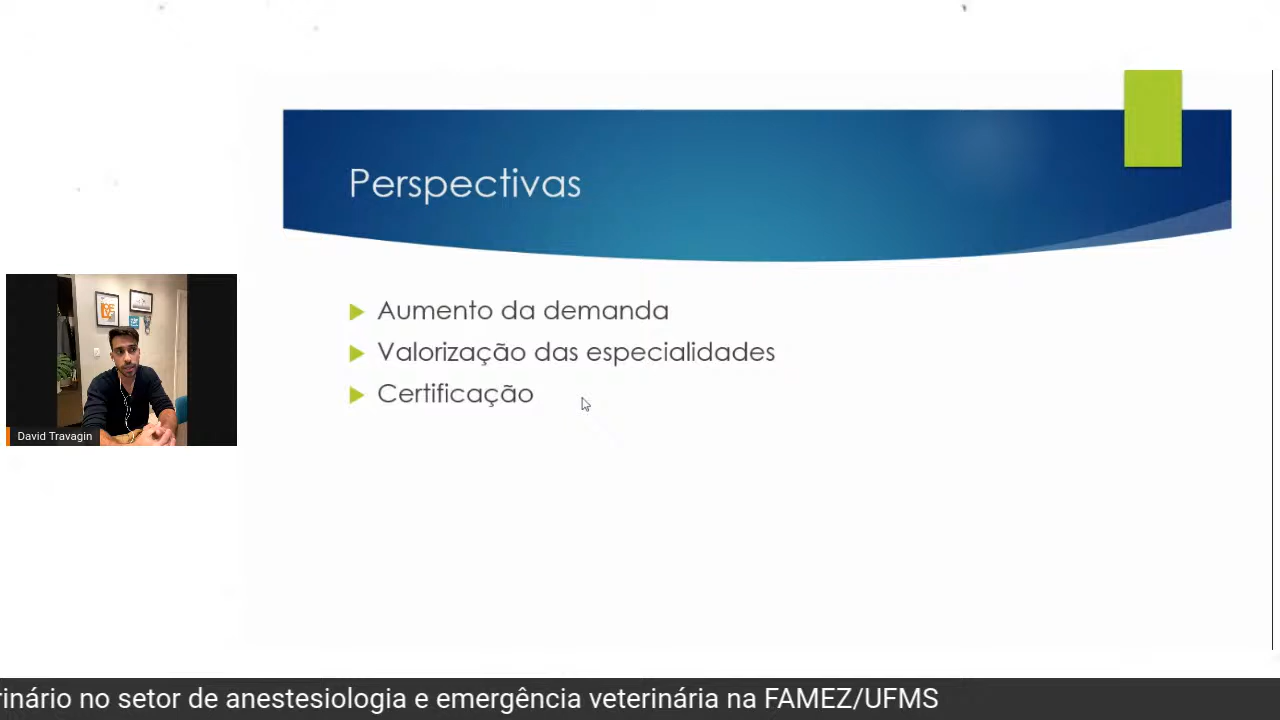 Perspectivas
Aumento da demanda
Valorização das especialidades
Certificação
David Travagin
rinário no setor de anestesiologia e emergência veterinária na FAMEZ/UFMS